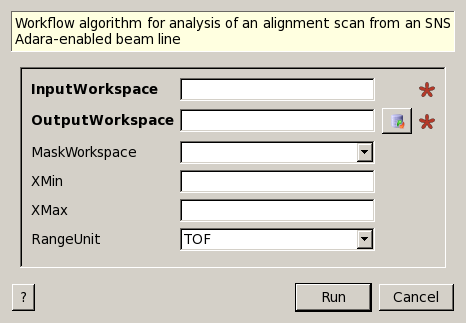 Workflow algorithm for analysis of an alignment scan from an SNS
Adara-enabled beam line
InputWorkspace
OutputWorkspace
MaskWorkspace
XMin
XMax
RangeUnit TOF
? Run Cancel